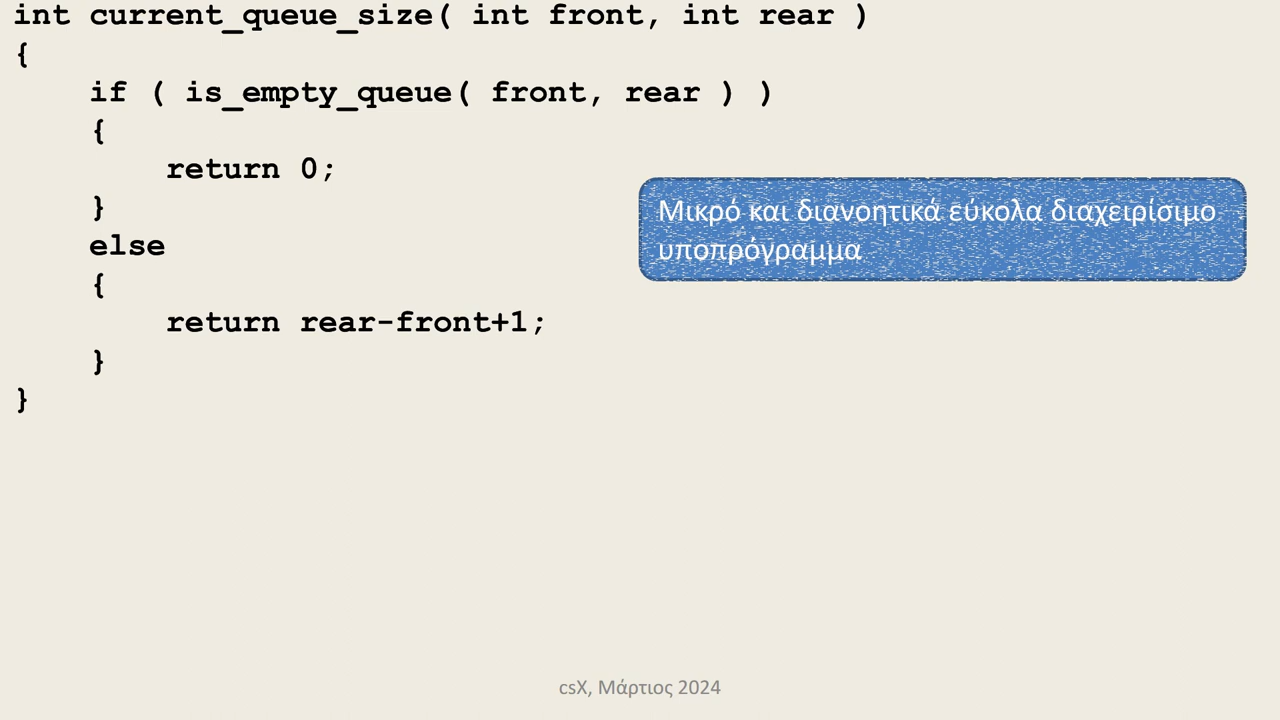 int current_queue_size( int front, int rear )
{
    if ( is_empty_queue( front, rear ) )
    {
        return 0;
    }
    else
    {
        return rear-front+1;
    }
}
Μικρό και διανοητικά εύκολα διαχειρίσιμο
υποπρόγραμμα
csX, Μάρτιος 2024